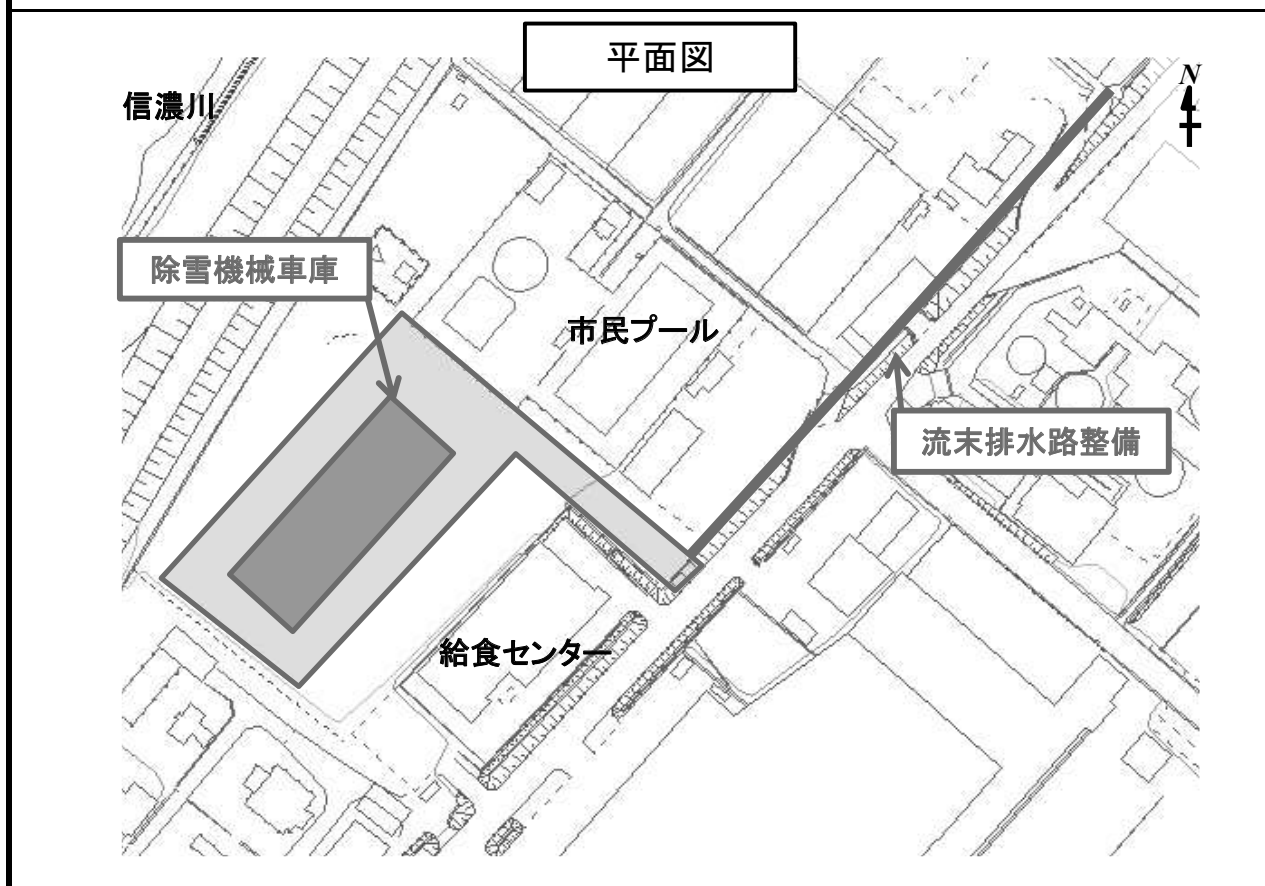 平面図
信濃川
N
除雪機械車庫
市民プール
流末排水路整備
給食センター